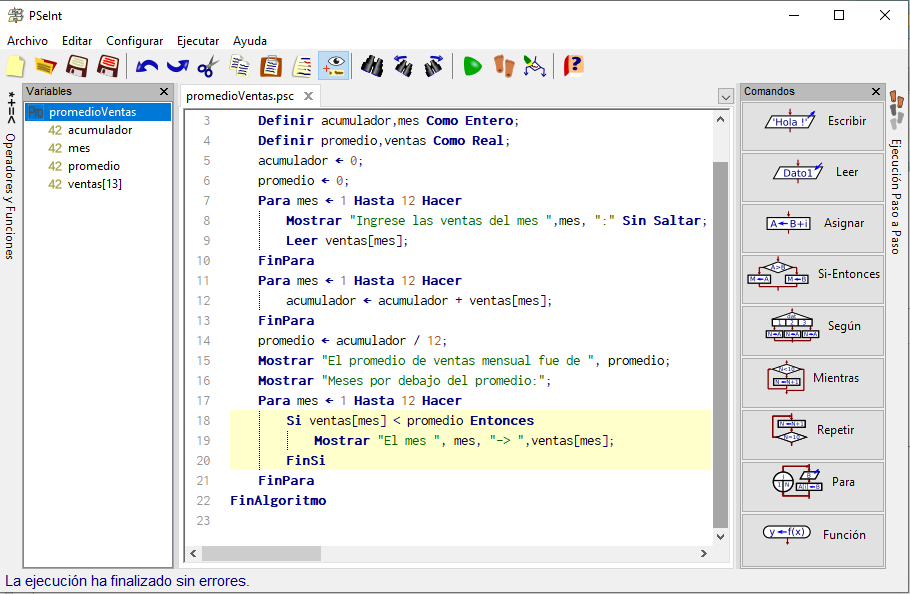 PSeInt
Archivo Editar Configurar Ejecutar Ayuda
*+=< Operadores y Funciones
Variables
promedioVentas
42 acumulador
42 mes
42 promedio
42 ventas[13]
promedioVentas.psc
3 Definir acumulador,mes Como Entero;
4 Definir promedio,ventas Como Real;
5 acumulador ← 0;
6 promedio ← 0;
7 Para mes ← 1 Hasta 12 Hacer
8 Mostrar "Ingrese las ventas del mes ",mes, ":" Sin Saltar;
9 Leer ventas[mes];
10 FinPara
11 Para mes ← 1 Hasta 12 Hacer
12 acumulador ← acumulador + ventas[mes];
13 FinPara
14 promedio ← acumulador / 12;
15 Mostrar "El promedio de ventas mensual fue de ", promedio;
16 Mostrar "Meses por debajo del promedio:";
17 Para mes ← 1 Hasta 12 Hacer
18 Si ventas[mes] < promedio Entonces
19 Mostrar "El mes ", mes, "-> ",ventas[mes];
20 FinSi
21 FinPara
22 FinAlgoritmo
23
Comandos
'Hola !' Escribir
Dato1 Leer
A←B+i Asignar
A>B M←A M←B Si-Entonces
1 2 3 N←A N←A N←A Según
N<10 N←N+1 Mientras
N←N+1 N=10 Repetir
Para
y←f(x) Función
Ejecución Paso a Paso
La ejecución ha finalizado sin errores.